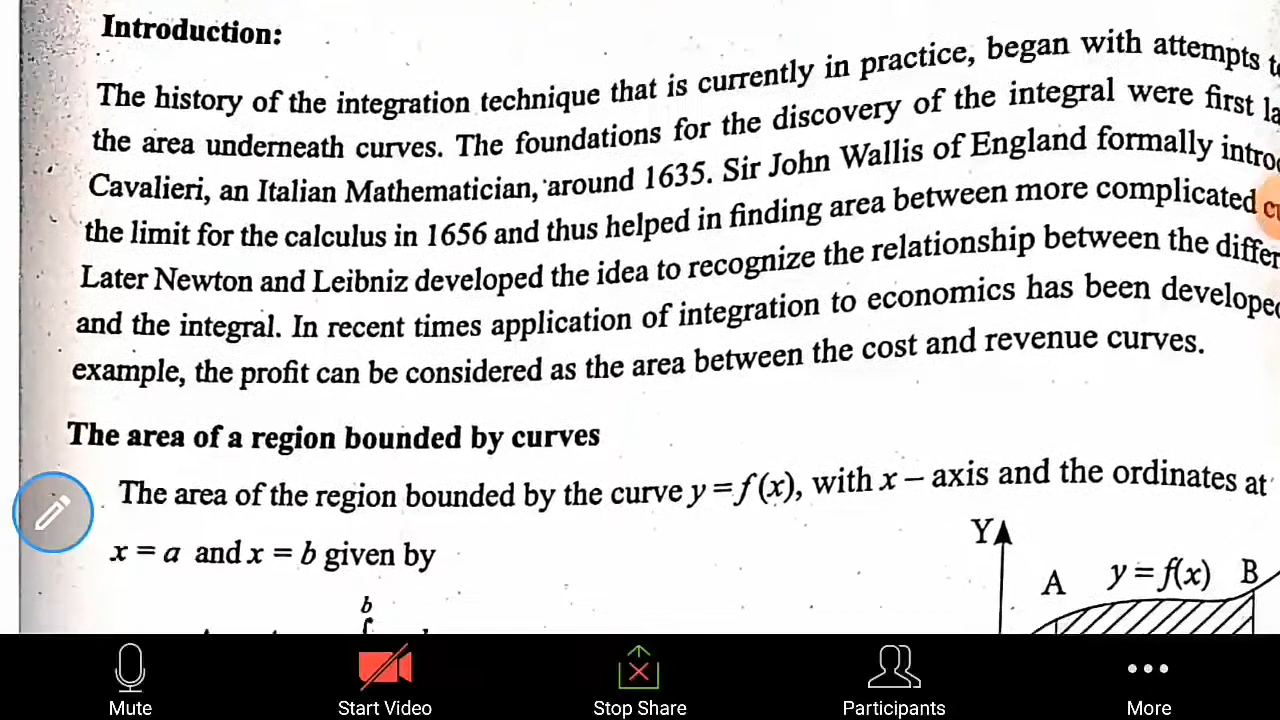 Introduction:
The history of the integration technique that is currently in practice, began with attempts
the area underneath curves. The foundations for the discovery of the integral were first
Cavalieri, an Italian Mathematician, around 1635. Sir John Wallis of England formally
the limit for the calculus in 1656 and thus helped in finding area between more complicated
Later Newton and Leibniz developed the idea to recognize the relationship between the
and the integral. In recent times application of integration to economics has been
example, the profit can be considered as the area between the cost and revenue curves.
The area of a region bounded by curves
The area of the region bounded by the curve y = f(x), with x – axis and the ordinates at
x = a and x = b given by
Y
A y = f(x) B
b
Mute Start Video Stop Share Participants More